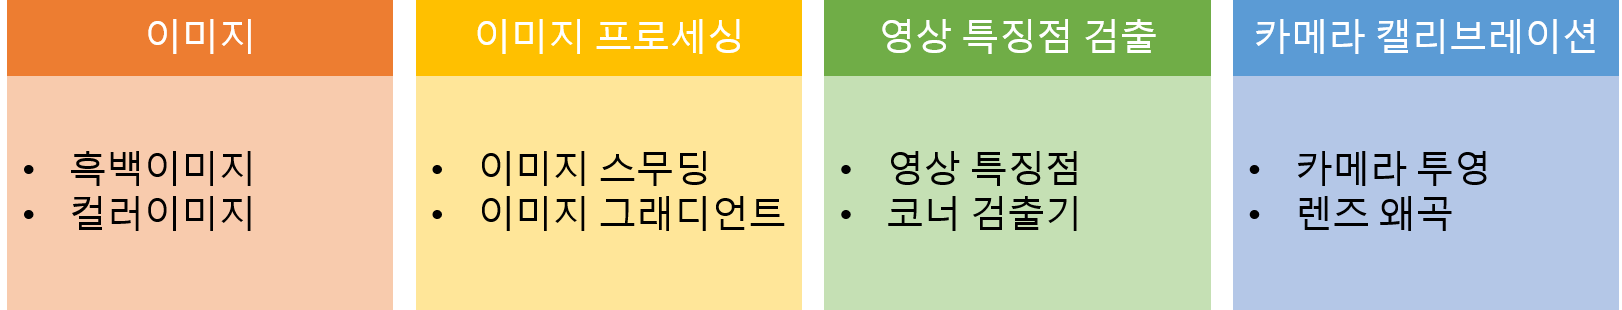 이미지
• 흑백이미지
• 컬러이미지
이미지 프로세싱
• 이미지 스무딩
• 이미지 그래디언트
영상 특징점 검출
• 영상 특징점
• 코너 검출기
카메라 캘리브레이션
• 카메라 투영
• 렌즈 왜곡